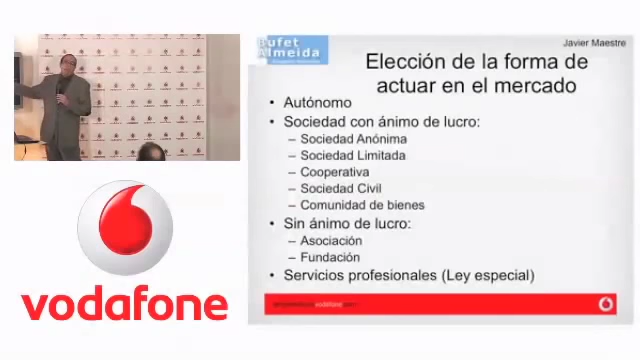 Bufet
Almeida
Javier Maestre
Elección de la forma de
actuar en el mercado
• Autónomo
• Sociedad con ánimo de lucro:
– Sociedad Anónima
– Sociedad Limitada
– Cooperativa
– Sociedad Civil
– Comunidad de bienes
• Sin ánimo de lucro:
– Asociación
– Fundación
• Servicios profesionales (Ley especial)
vodafone